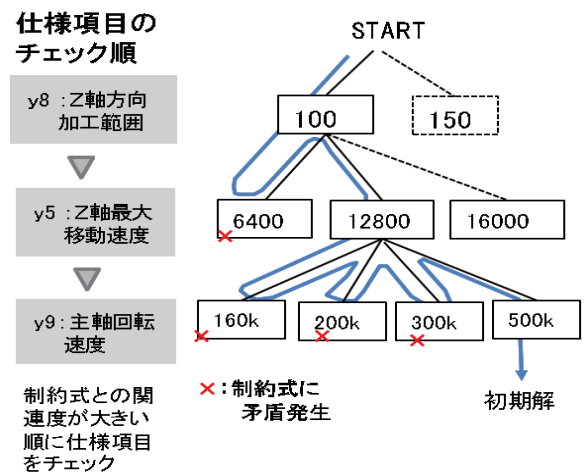 仕様項目の
チェック順
START
y8 :Z軸方向
加工範囲
100
150
y5 :Z軸最大
移動速度
6400
12800
16000
y9:主軸回転
速度
160k
200k
300k
500k
×:制約式に
矛盾発生
初期解
制約式との関
連度が大きい
順に仕様項目
をチェック